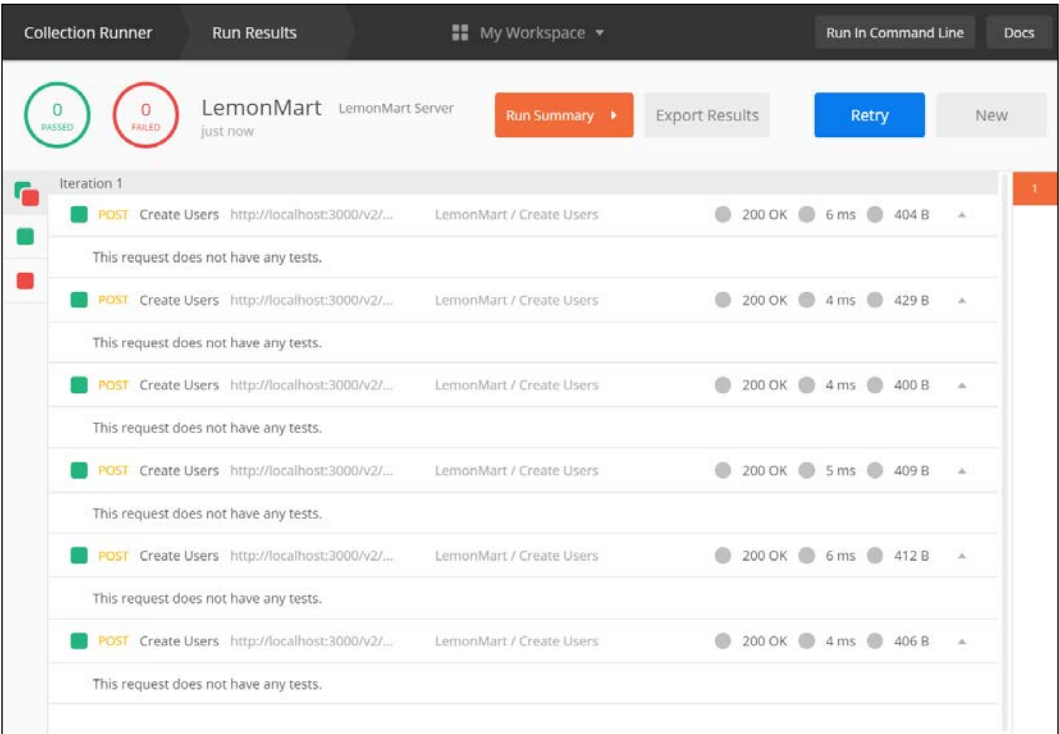 Collection Runner Run Results My Workspace Run In Command Line Docs
0 PASSED 0 FAILED LemonMart LemonMart Server Run Summary Export Results Retry New
just now
Iteration 1 1
POST Create Users http://localhost:3000/v2/... LemonMart / Create Users 200 OK 6 ms 404 B
This request does not have any tests.
POST Create Users http://localhost:3000/v2/... LemonMart / Create Users 200 OK 4 ms 429 B
This request does not have any tests.
POST Create Users http://localhost:3000/v2/... LemonMart / Create Users 200 OK 4 ms 400 B
This request does not have any tests.
POST Create Users http://localhost:3000/v2/... LemonMart / Create Users 200 OK 5 ms 409 B
This request does not have any tests.
POST Create Users http://localhost:3000/v2/... LemonMart / Create Users 200 OK 6 ms 412 B
This request does not have any tests.
POST Create Users http://localhost:3000/v2/... LemonMart / Create Users 200 OK 4 ms 406 B
This request does not have any tests.